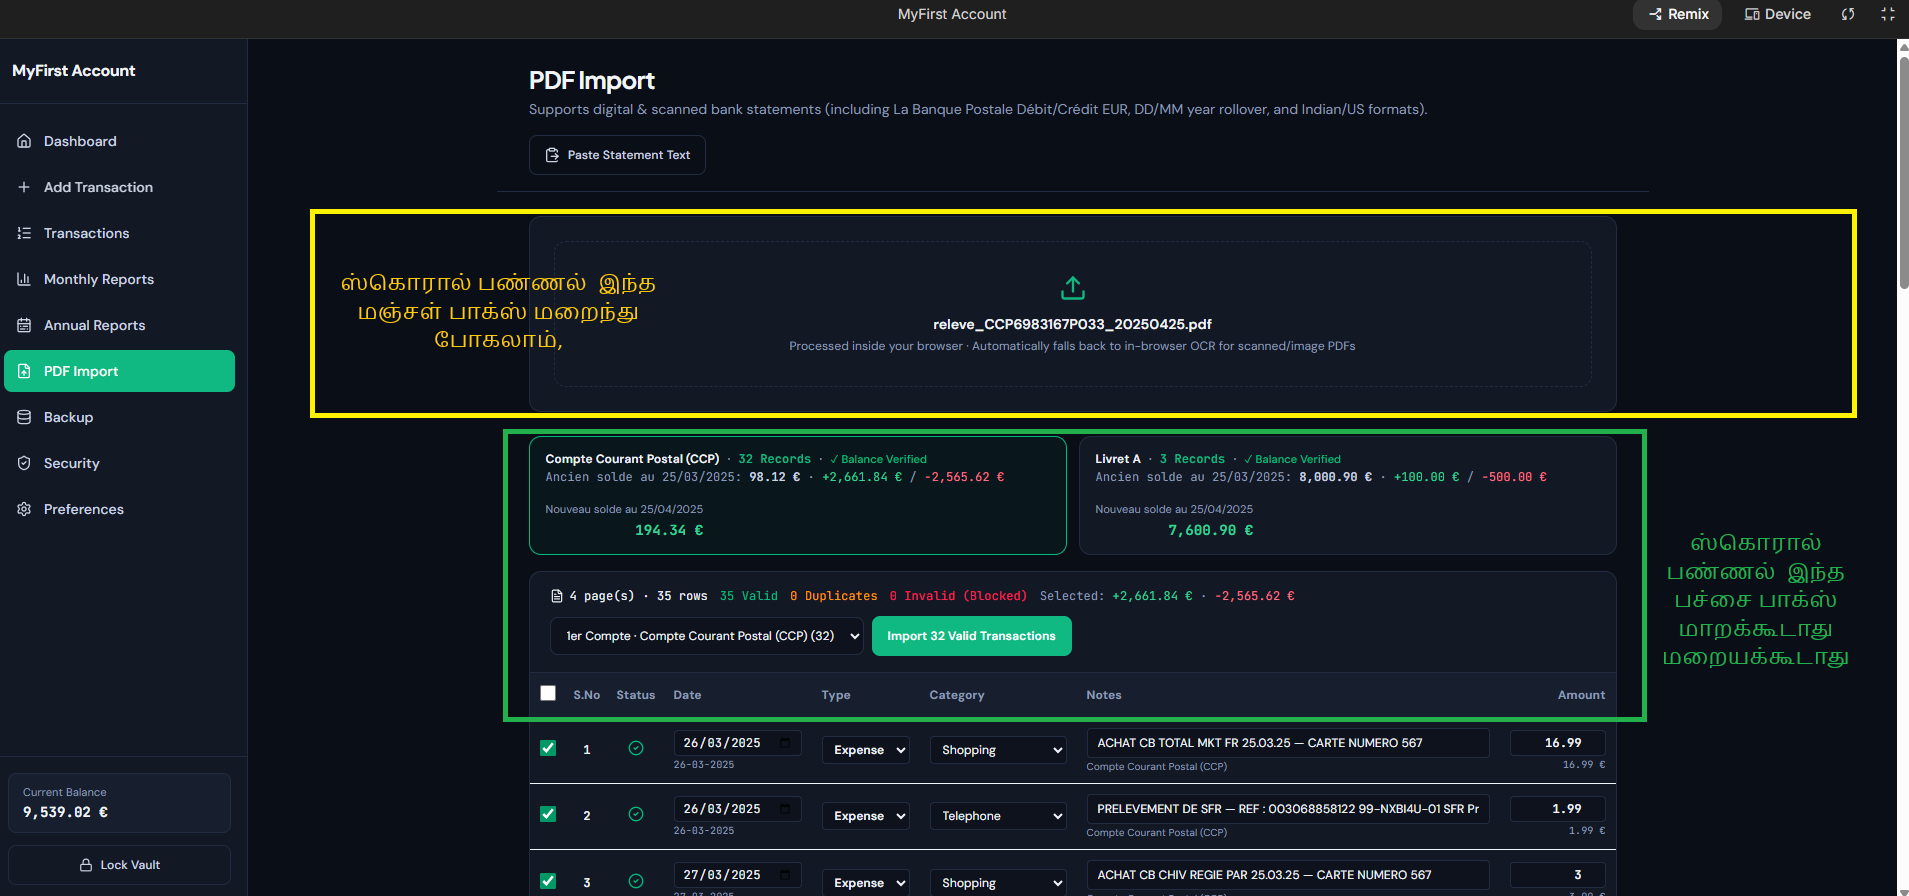 MyFirst Account
Remix
Device
MyFirst Account
Dashboard
Add Transaction
Transactions
Monthly Reports
Annual Reports
PDF Import
Backup
Security
Preferences
Current Balance
9,539.02 €
Lock Vault
PDF Import
Supports digital & scanned bank statements (including La Banque Postale Débit/Crédit EUR, DD/MM year rollover, and Indian/US formats).
Paste Statement Text
ஸ்கொரால் பண்ணல் இந்த
மஞ்சள் பாக்ஸ் மறைந்து
போகலாம்,
releve_CCP6983167P033_20250425.pdf
Processed inside your browser · Automatically falls back to in-browser OCR for scanned/image PDFs
Compte Courant Postal (CCP) · 32 Records · ✓ Balance Verified
Ancien solde au 25/03/2025: 98.12 € · +2,661.84 € / -2,565.62 €
Nouveau solde au 25/04/2025
194.34 €
Livret A · 3 Records · ✓ Balance Verified
Ancien solde au 25/03/2025: 8,000.90 € · +100.00 € / -500.00 €
Nouveau solde au 25/04/2025
7,600.90 €
ஸ்கொரால்
பண்ணல் இந்த
பச்சை பாக்ஸ்
மாறக்கூடாது
மறையக்கூடாது
4 page(s) · 35 rows 35 Valid 0 Duplicates 0 Invalid (Blocked) Selected: +2,661.84 € · -2,565.62 €
1er Compte · Compte Courant Postal (CCP) (32)
Import 32 Valid Transactions
S.No Status Date Type Category Notes Amount
1 26/03/2025 Expense Shopping ACHAT CB TOTAL MKT FR 25.03.25 — CARTE NUMERO 567 16.99
26-03-2025 Compte Courant Postal (CCP) 16.99 €
2 26/03/2025 Expense Telephone PRELEVEMENT DE SFR — REF : 003068858122 99-NXBI4U-01 SFR Pr 1.99
26-03-2025 Compte Courant Postal (CCP) 1.99 €
3 27/03/2025 Expense Shopping ACHAT CB CHIV REGIE PAR 25.03.25 — CARTE NUMERO 567 3